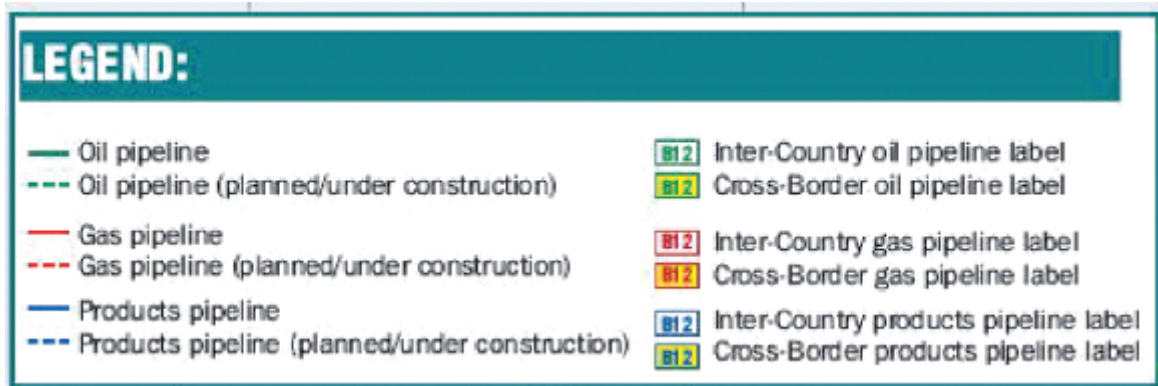 LEGEND:
Oil pipeline
Oil pipeline (planned/under construction)
Gas pipeline
Gas pipeline (planned/under construction)
Products pipeline
Products pipeline (planned/under construction)
B12 Inter-Country oil pipeline label
B12 Cross-Border oil pipeline label
B12 Inter-Country gas pipeline label
B12 Cross-Border gas pipeline label
B12 Inter-Country products pipeline label
B12 Cross-Border products pipeline label